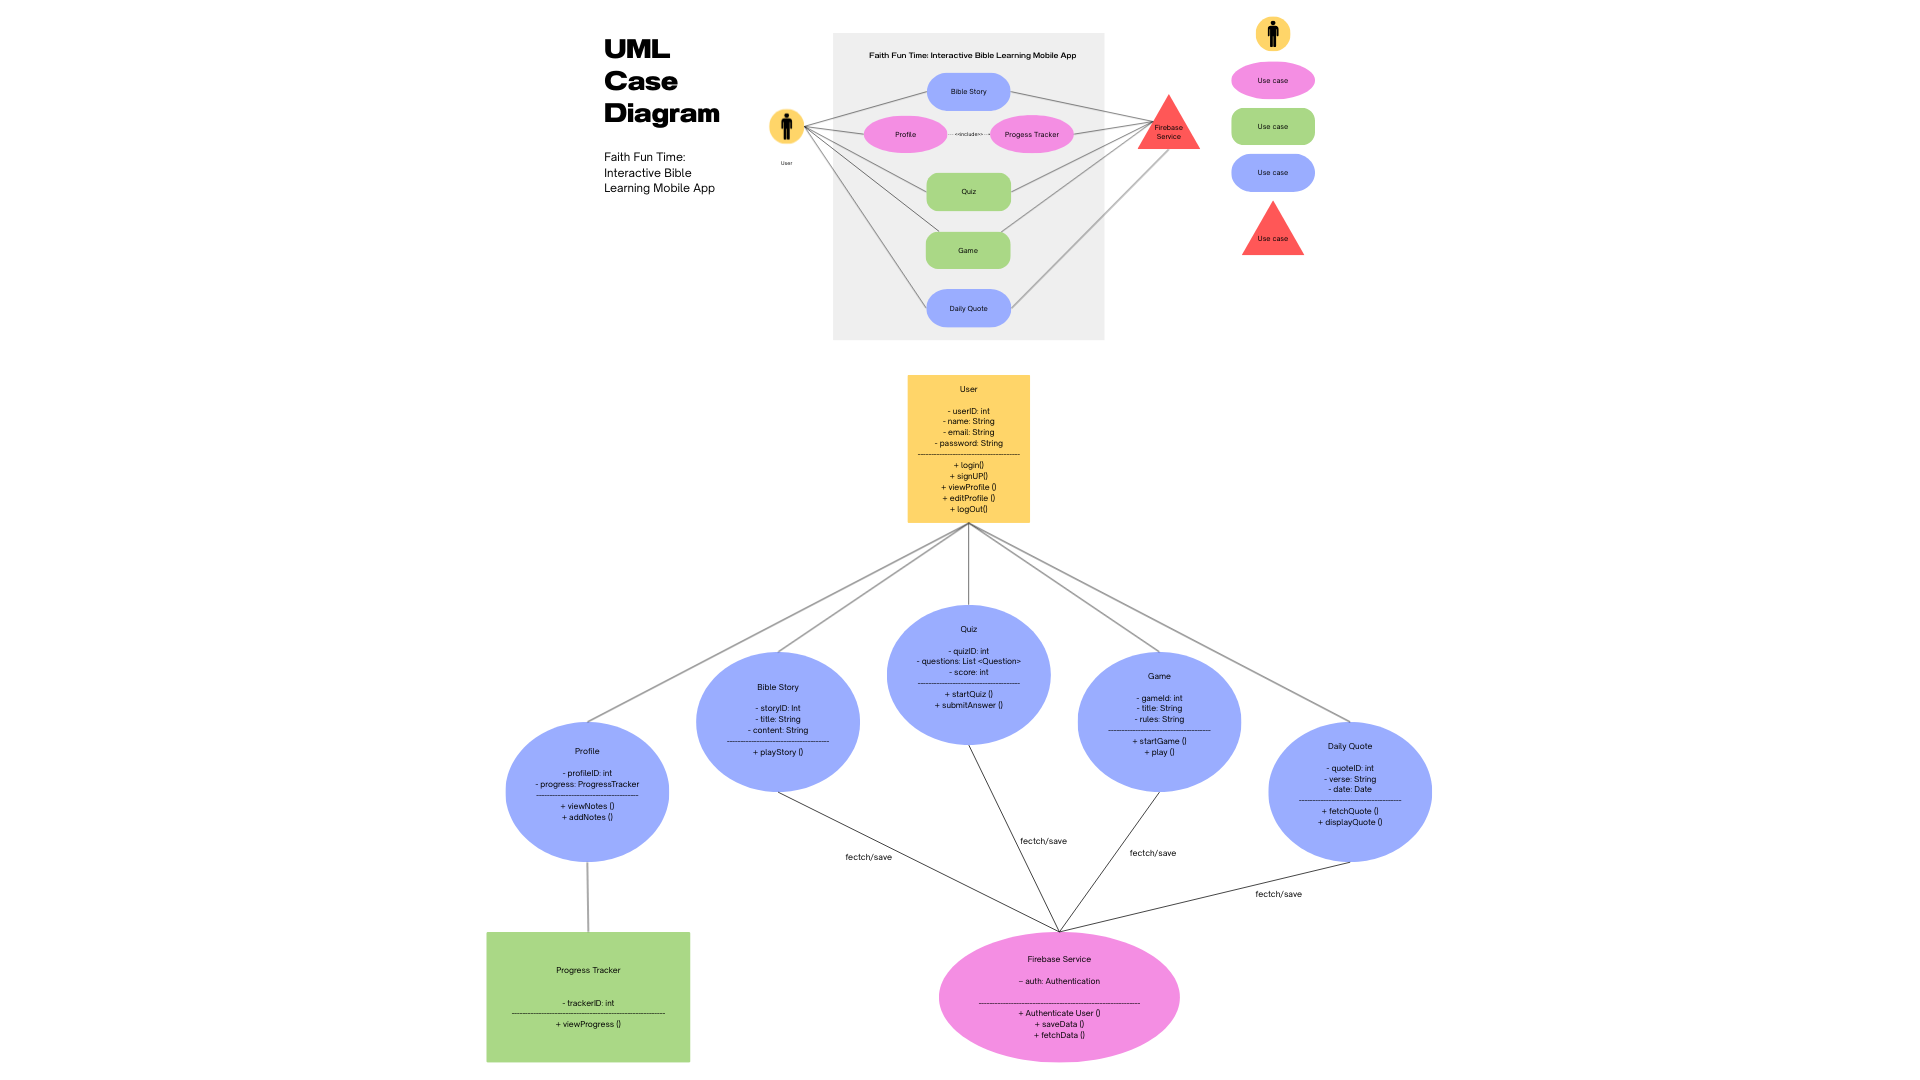 UML
Case
Diagram
Faith Fun Time:
Interactive Bible
Learning Mobile App
User
Faith Fun Time: Interactive Bible Learning Mobile App
Bible Story
Profile
<<include>>
Progess Tracker
Quiz
Game
Daily Quote
Firebase
Service
Use case
Use case
Use case
Use case
User
- userID: int
- name: String
- email: String
- password: String
+ login()
+ signUP()
+ viewProfile ()
+ editProfile ()
+ logOut()
Quiz
- quizID: int
- questions: List <Question>
- score: int
+ startQuiz ()
+ submitAnswer ()
Bible Story
- storyID: Int
- title: String
- content: String
+ playStory ()
Game
- gameId: int
- title: String
- rules: String
+ startGame ()
+ play ()
Profile
- profileID: int
- progress: ProgressTracker
+ viewNotes ()
+ addNotes ()
Daily Quote
- quoteID: int
- verse: String
- date: Date
+ fetchQuote ()
+ displayQuote ()
fectch/save
fectch/save
fectch/save
fectch/save
Progress Tracker
- trackerID: int
+ viewProgress ()
Firebase Service
– auth: Authentication
+ Authenticate User ()
+ saveData ()
+ fetchData ()